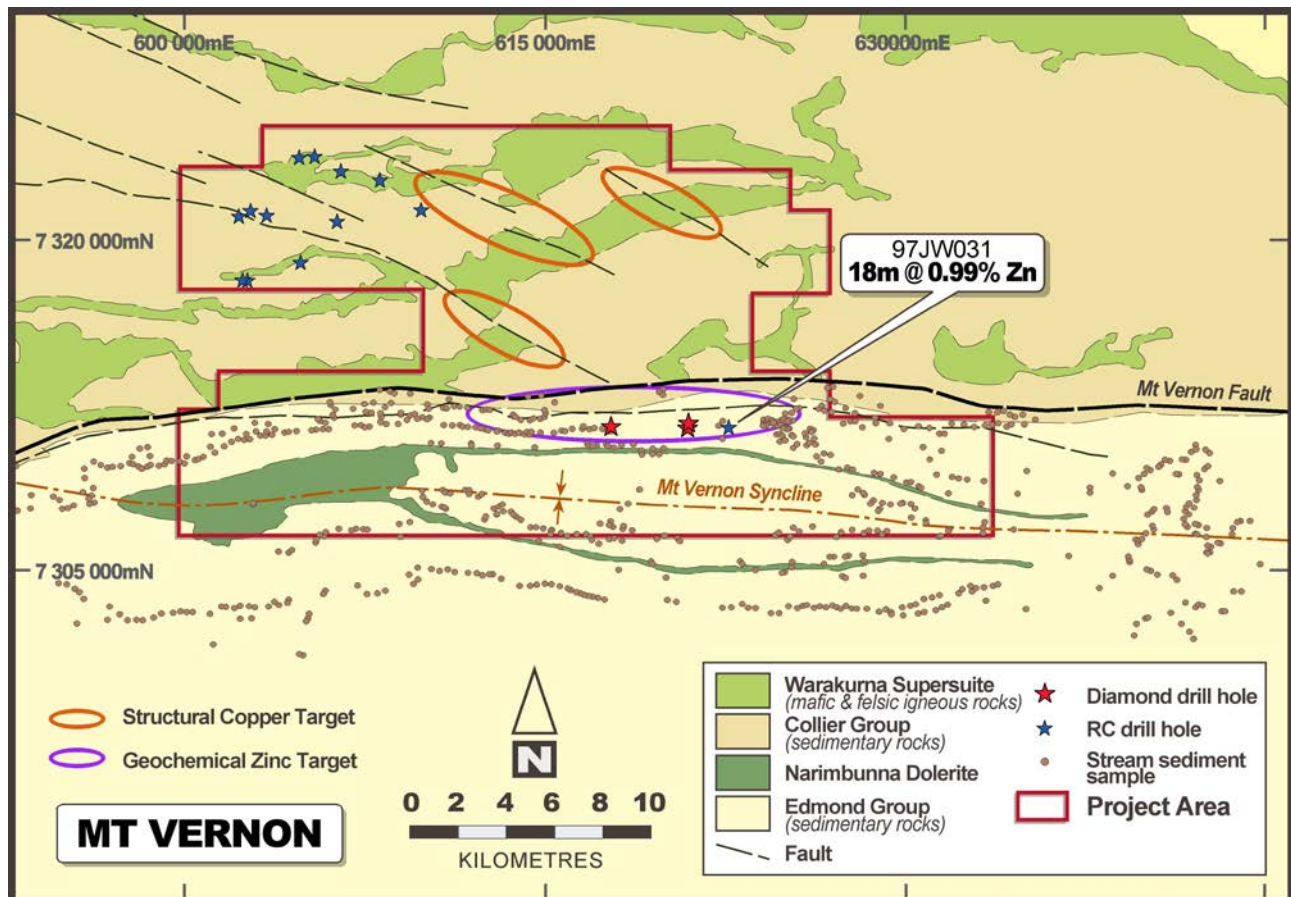 600 000mE
615 000mE
630000mE
7 320 000mN
97JW031
18m @ 0.99% Zn
Mt Vernon Fault
Mt Vernon Syncline
7 305 000mN
Structural Copper Target
Geochemical Zinc Target
MT VERNON
N
0 2 4 6 8 10
KILOMETRES
Warakurna Supersuite
(mafic & felsic igneous rocks)
Collier Group
(sedimentary rocks)
Narimbunna Dolerite
Edmond Group
(sedimentary rocks)
Fault
Diamond drill hole
RC drill hole
Stream sediment
sample
Project Area